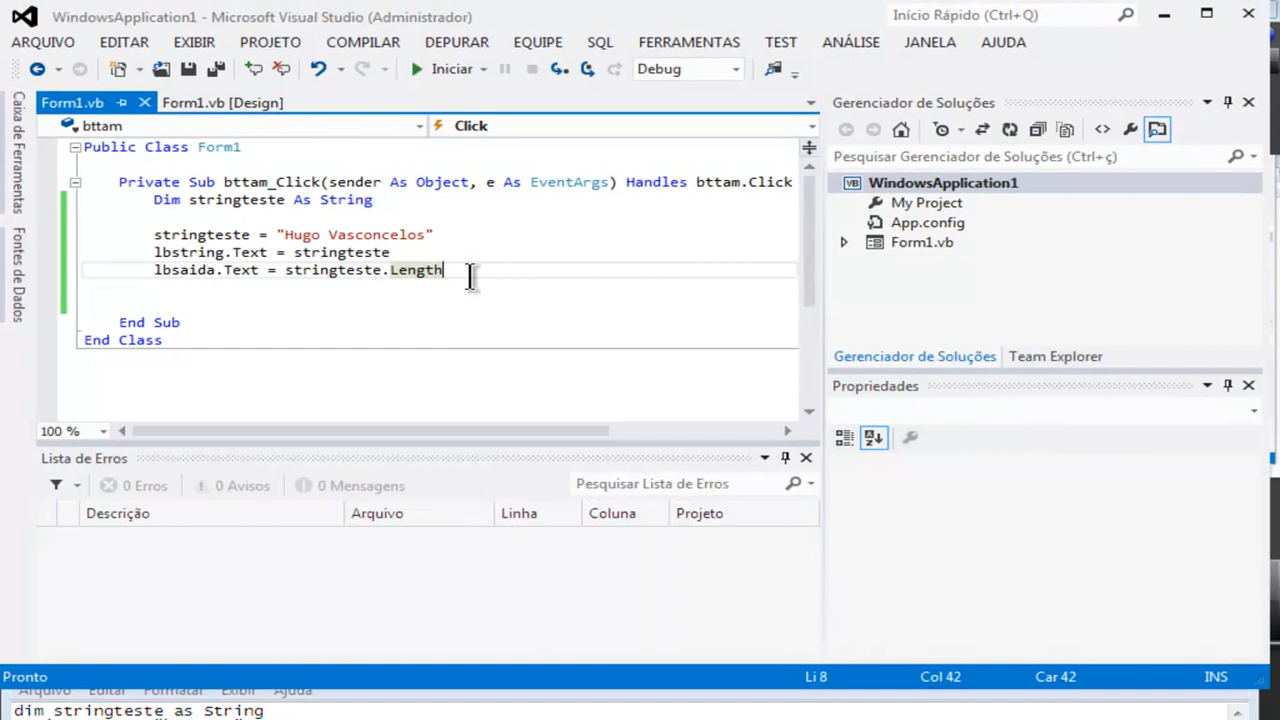 WindowsApplication1 - Microsoft Visual Studio (Administrador)
Início Rápido (Ctrl+Q)
ARQUIVO EDITAR EXIBIR PROJETO COMPILAR DEPURAR EQUIPE SQL FERRAMENTAS TEST ANÁLISE JANELA AJUDA
Iniciar Debug
Caixa de Ferramentas
Fontes de Dados
Form1.vb Form1.vb [Design]
bttam Click
Public Class Form1
Private Sub bttam_Click(sender As Object, e As EventArgs) Handles bttam.Click
Dim stringteste As String
stringteste = "Hugo Vasconcelos"
lbstring.Text = stringteste
lbsaida.Text = stringteste.Length
End Sub
End Class
100 %
Gerenciador de Soluções
Pesquisar Gerenciador de Soluções (Ctrl+ç)
VB WindowsApplication1
My Project
App.config
Form1.vb
Gerenciador de Soluções Team Explorer
Propriedades
Lista de Erros
0 Erros 0 Avisos 0 Mensagens Pesquisar Lista de Erros
Descrição Arquivo Linha Coluna Projeto
Pronto Li 8 Col 42 Car 42 INS
Arquivo Editar Formatar Exibir Ajuda
dim stringteste as String